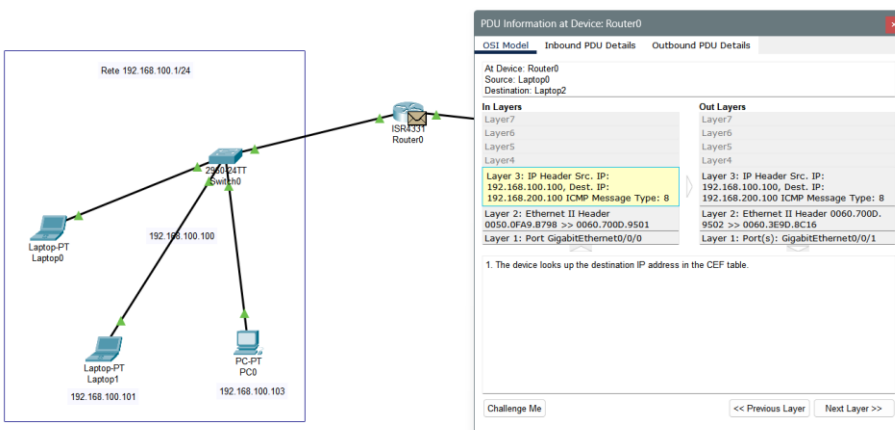 Rete 192.168.100.1/24
ISR4331
Router0
2960-24TT
Switch0
Laptop-PT
Laptop0
192.168.100.100
Laptop-PT
Laptop1
192.168.100.101
PC-PT
PC0
192.168.100.103
PDU Information at Device: Router0
OSI Model Inbound PDU Details Outbound PDU Details
At Device: Router0
Source: Laptop0
Destination: Laptop2
In Layers
Layer7
Layer6
Layer5
Layer4
Layer 3: IP Header Src. IP:
192.168.100.100, Dest. IP:
192.168.200.100 ICMP Message Type: 8
Layer 2: Ethernet II Header
0050.0FA9.B798 >> 0060.700D.9501
Layer 1: Port GigabitEthernet0/0/0
Out Layers
Layer7
Layer6
Layer5
Layer4
Layer 3: IP Header Src. IP:
192.168.100.100, Dest. IP:
192.168.200.100 ICMP Message Type: 8
Layer 2: Ethernet II Header 0060.700D.
9502 >> 0060.3E9D.8C16
Layer 1: Port(s): GigabitEthernet0/0/1
1. The device looks up the destination IP address in the CEF table.
Challenge Me
<< Previous Layer
Next Layer >>